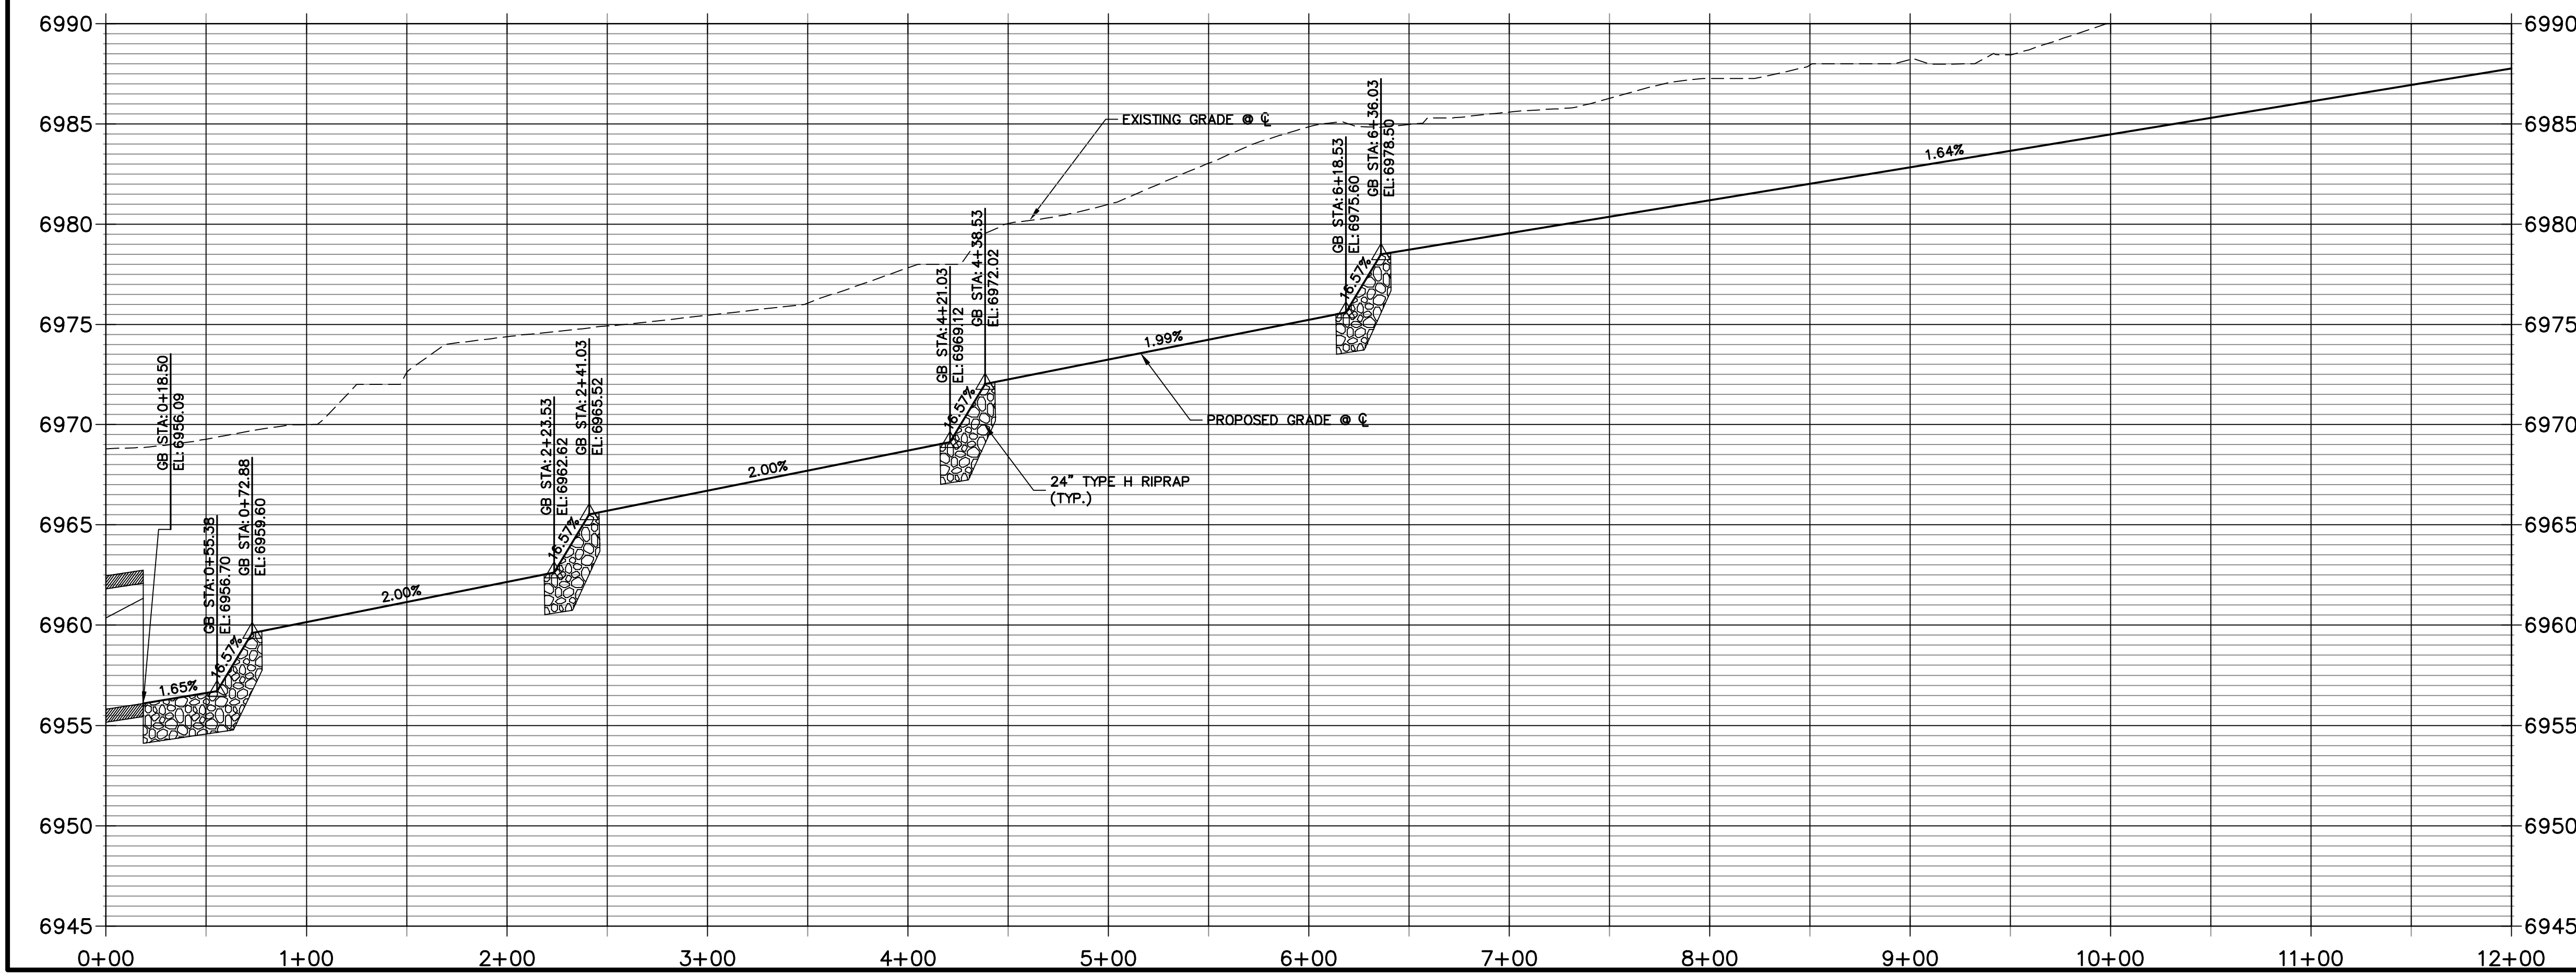 6990
6985
6980
6975
6970
6965
6960
6955
6950
6945
6990
6985
6980
6975
6970
6965
6960
6955
6950
6945
EXISTING GRADE @ ℄
PROPOSED GRADE @ ℄
24" TYPE H RIPRAP
(TYP.)
GB STA: 0+18.50
EL: 6956.09
GB STA: 0+55.38
EL: 6956.70
GB STA: 0+72.88
EL: 6959.60
GB STA: 2+23.53
EL: 6962.62
GB STA: 2+41.03
EL: 6965.52
GB STA: 4+21.03
EL: 6969.12
GB STA: 4+38.53
EL: 6972.02
GB STA: 6+18.53
EL: 6975.60
GB STA: 6+36.03
EL: 6978.50
1.65%
16.57%
2.00%
16.57%
2.00%
16.57%
1.99%
16.57%
1.64%
0+00
1+00
2+00
3+00
4+00
5+00
6+00
7+00
8+00
9+00
10+00
11+00
12+00